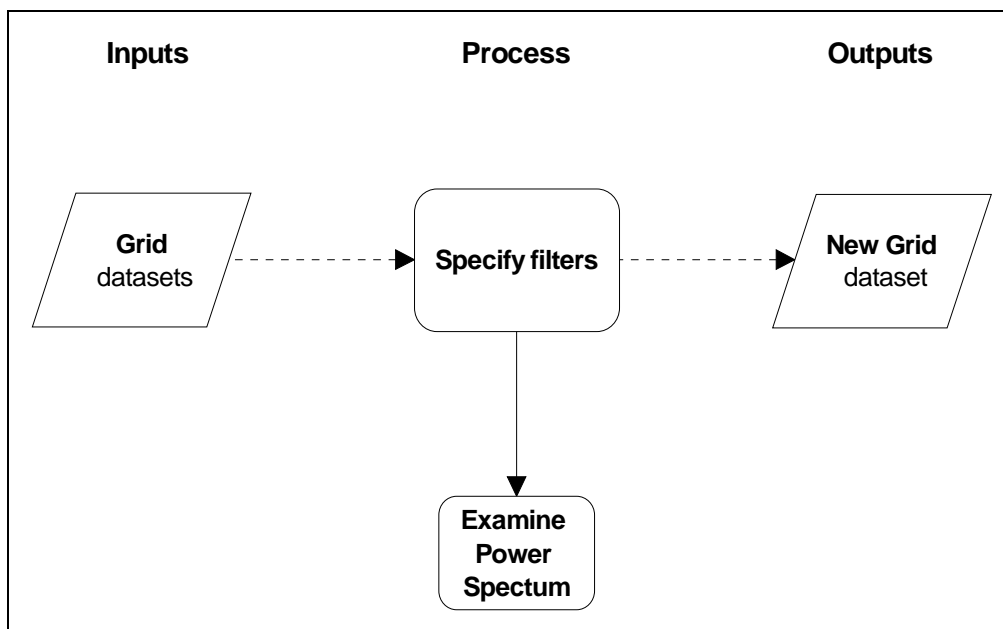 Inputs
Process
Outputs
Grid
datasets
Specify filters
New Grid
dataset
Examine
Power
Spectum